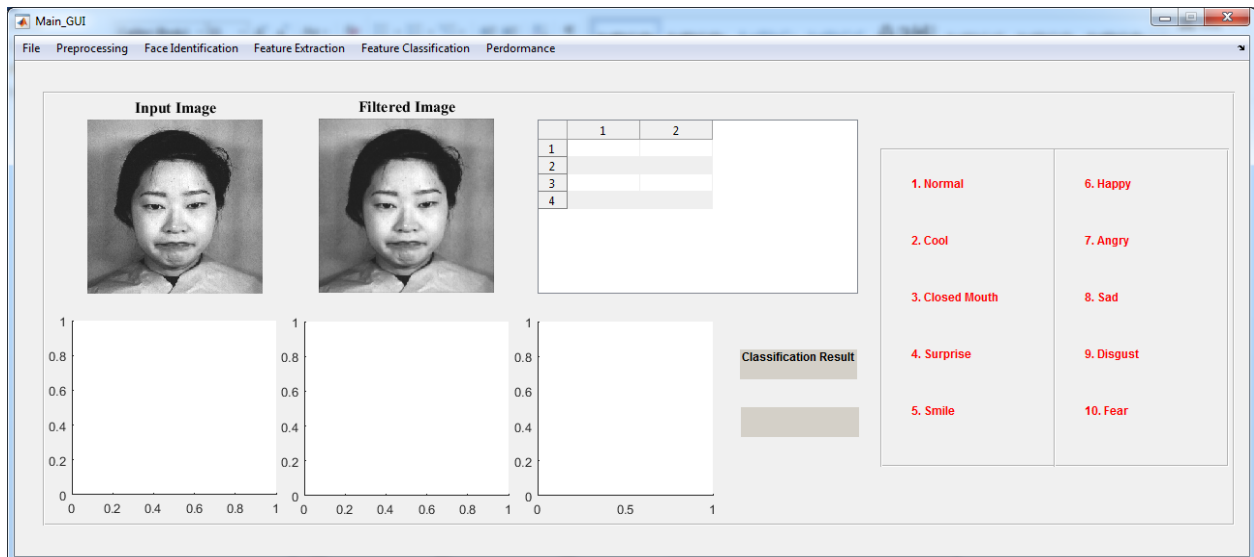 Main_GUI
File Preprocessing Face Identification Feature Extraction Feature Classification Perdormance
Input Image
Filtered Image
1 2
1
2
3
4
1. Normal
2. Cool
3. Closed Mouth
4. Surprise
5. Smile
6. Happy
7. Angry
8. Sad
9. Disgust
10. Fear
1
0.8
0.6
0.4
0.2
0
0 0.2 0.4 0.6 0.8 1
1
0.8
0.6
0.4
0.2
0
0 0.2 0.4 0.6 0.8 1
1
0.8
0.6
0.4
0.2
0
0 0.5 1
Classification Result